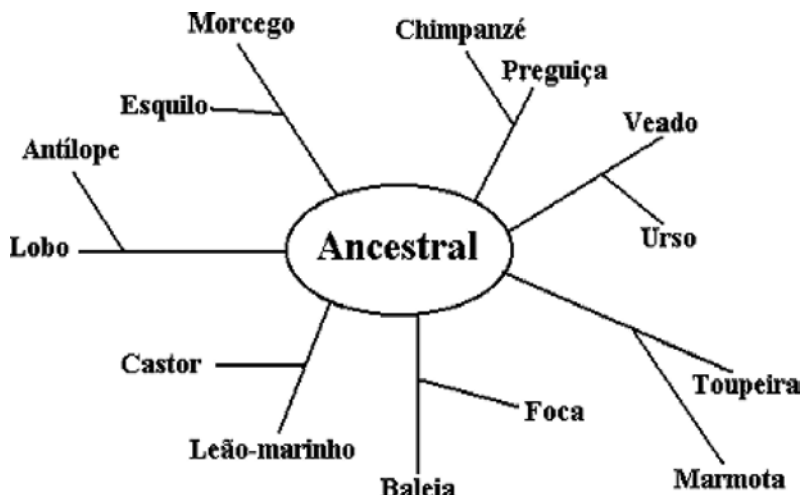 Morcego
Chimpanzé
Preguiça
Esquilo
Veado
Antílope
Urso
Lobo
Ancestral
Castor
Toupeira
Foca
Leão-marinho
Marmota
Baleia